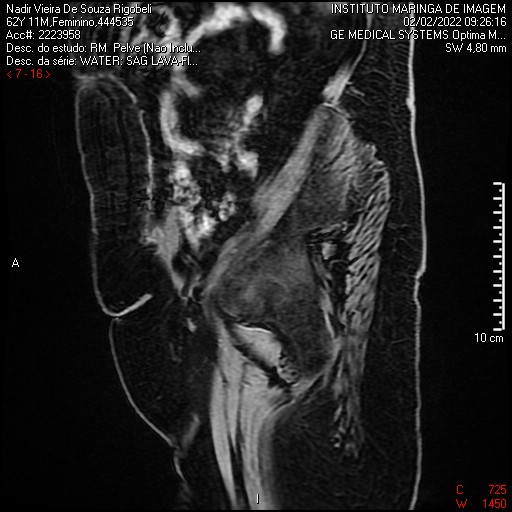 Nadir Vieira De Souza Rigobeli
62Y 11M,Feminino,444535
Acc#: 2223958
Desc. do estudo: RM Pelve (Nao Inclu...
Desc. da série: WATER: SAG LAVA-Fl...
< 7 - 16 >
INSTITUTO MARINGA DE IMAGEM
02/02/2022 09:26:16
GE MEDICAL SYSTEMS Optima M...
SW 4,80 mm
A
10 cm
I
C 725
W 1450